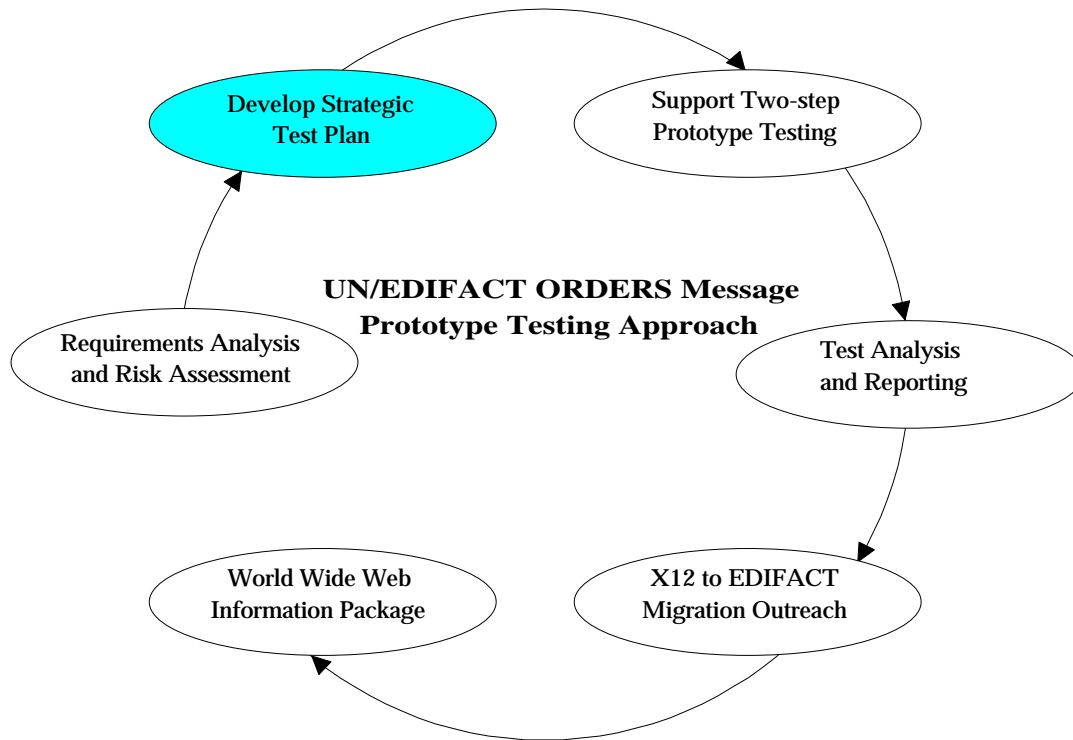 Develop Strategic
Test Plan
Support Two-step
Prototype Testing
UN/EDIFACT ORDERS Message
Prototype Testing Approach
Requirements Analysis
and Risk Assessment
Test Analysis
and Reporting
World Wide Web
Information Package
X12 to EDIFACT
Migration Outreach